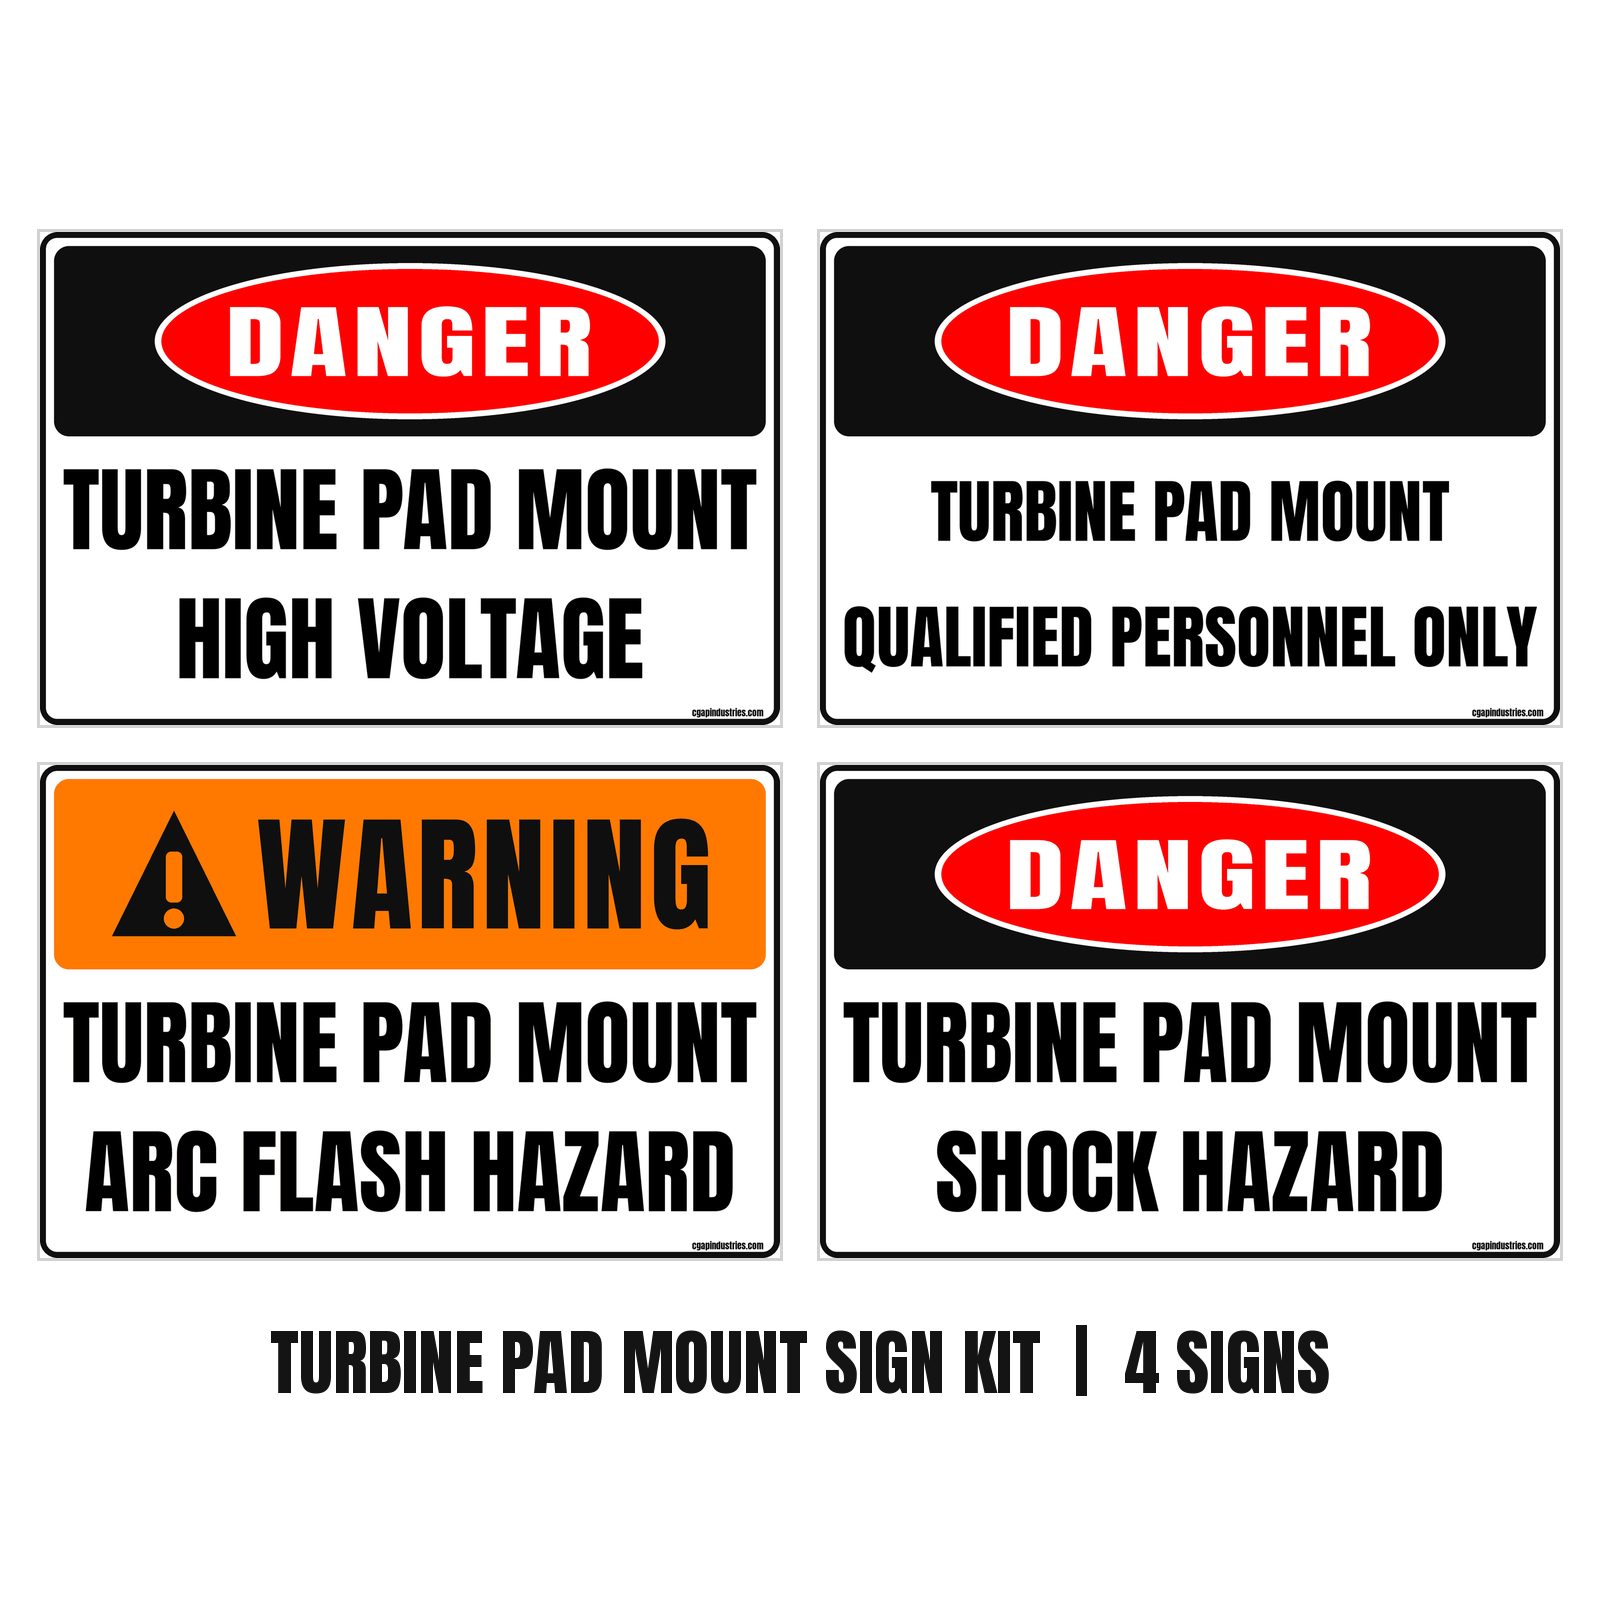 DANGER
TURBINE PAD MOUNT
HIGH VOLTAGE
cgapindustries.com
DANGER
TURBINE PAD MOUNT
QUALIFIED PERSONNEL ONLY
cgapindustries.com
WARNING
TURBINE PAD MOUNT
ARC FLASH HAZARD
cgapindustries.com
DANGER
TURBINE PAD MOUNT
SHOCK HAZARD
cgapindustries.com
TURBINE PAD MOUNT SIGN KIT | 4 SIGNS